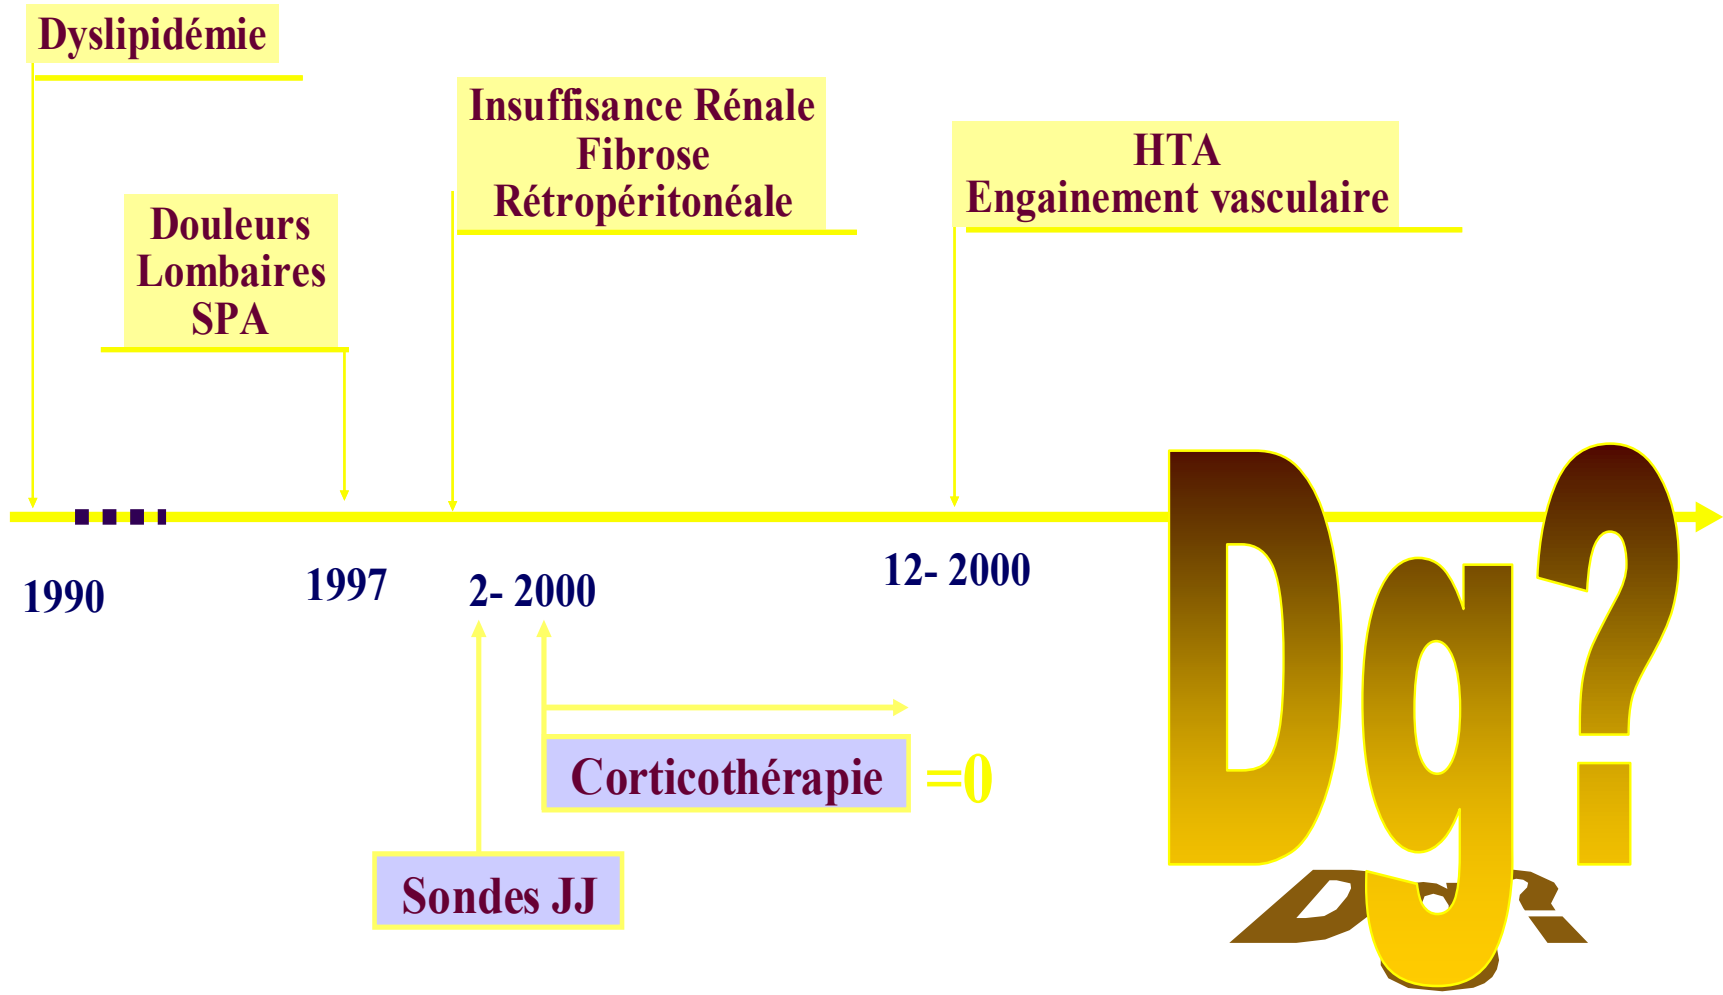 Dyslipidémie
Douleurs
Lombaires
SPA
Insuffisance Rénale
Fibrose
Rétropéritonéale
HTA
Engainement vasculaire
1990
1997
2- 2000
12- 2000
Corticothérapie
=0
Sondes JJ
Dg?